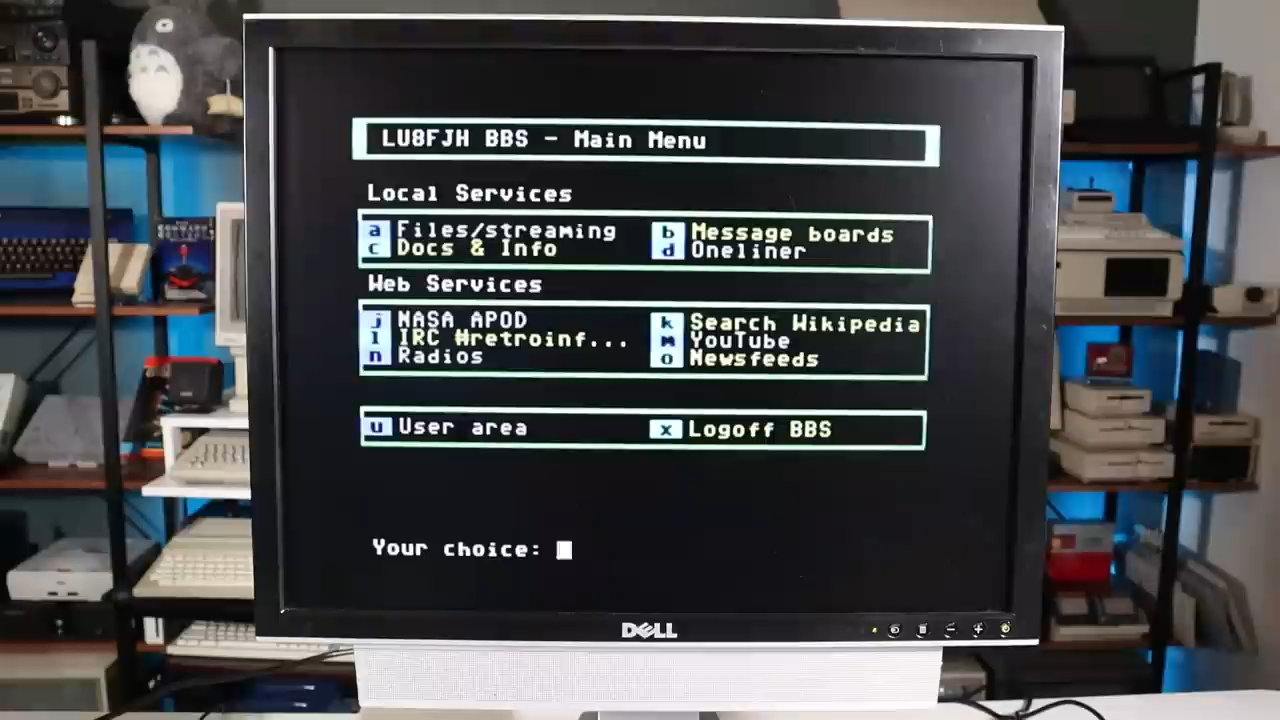 LU8FJH BBS - Main Menu
Local Services
a Files/streaming b Message boards
c Docs & Info d Oneliner
Web Services
j NASA APOD k Search Wikipedia
l IRC #retroinf... m YouTube
n Radios o Newsfeeds
u User area x Logoff BBS
Your choice:
DELL